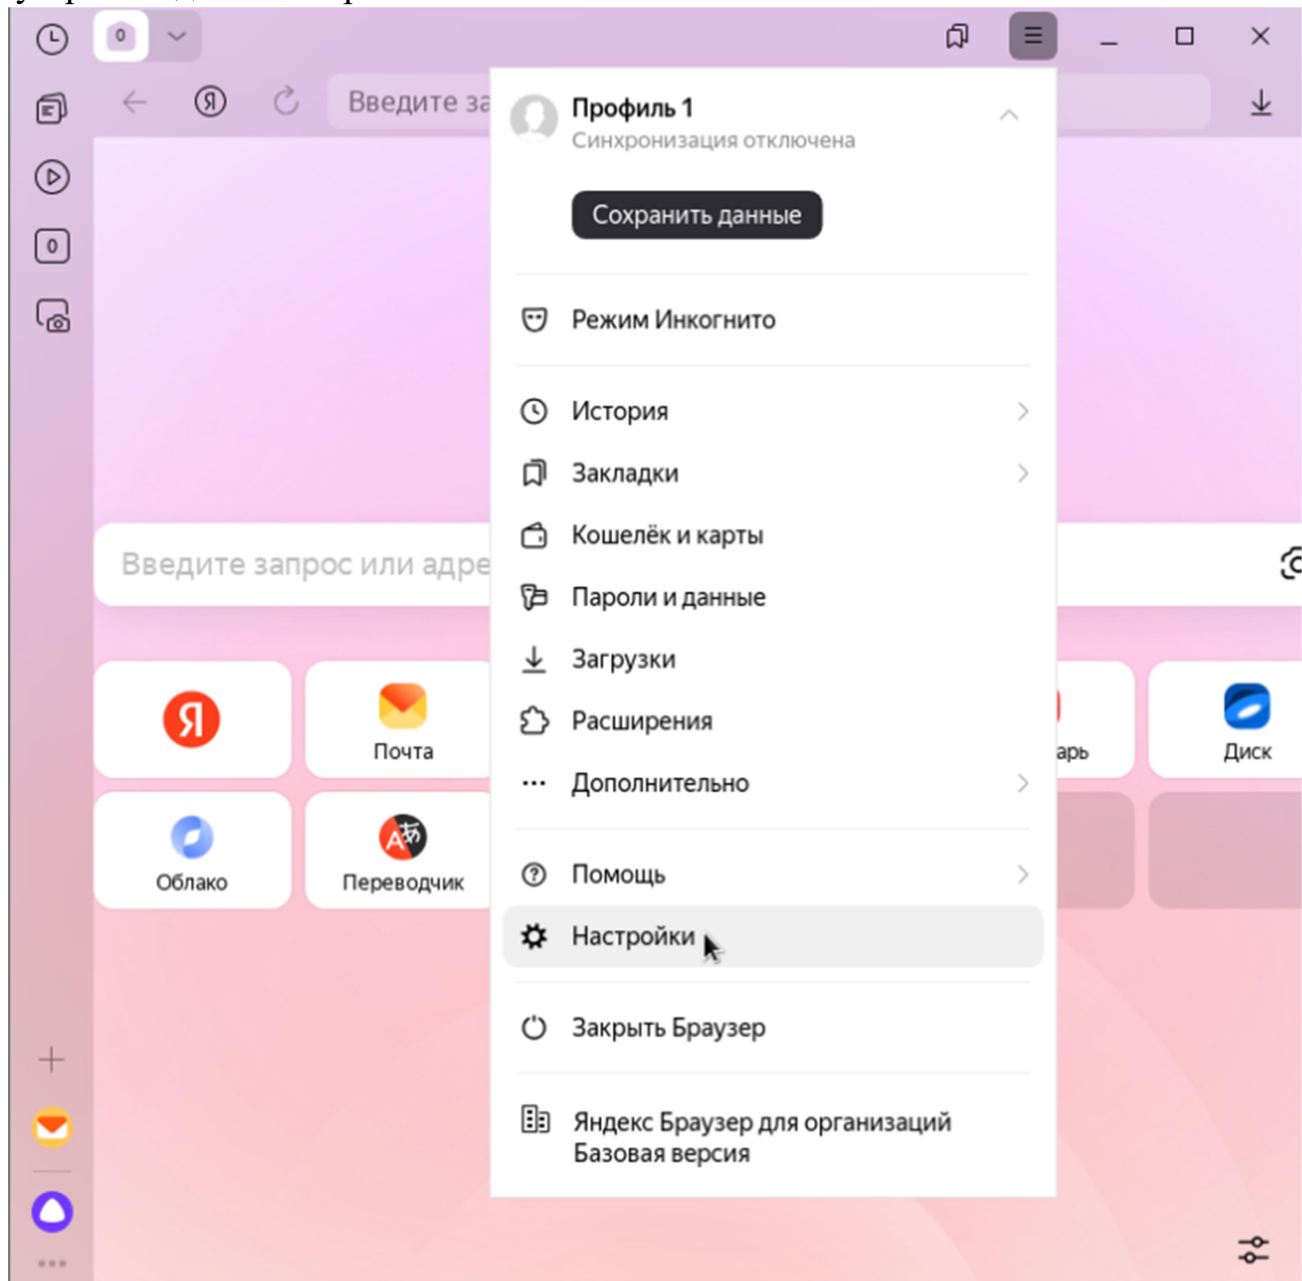 0
Введите за
Профиль 1
Синхронизация отключена
Сохранить данные
0
Режим Инкогнито
История
Закладки
Кошелёк и карты
Введите запрос или адре
Пароли и данные
Загрузки
Расширения
Я
Почта
арь
Диск
Дополнительно
Облако
Переводчик
Помощь
Настройки
Закрыть Браузер
Яндекс Браузер для организаций
Базовая версия